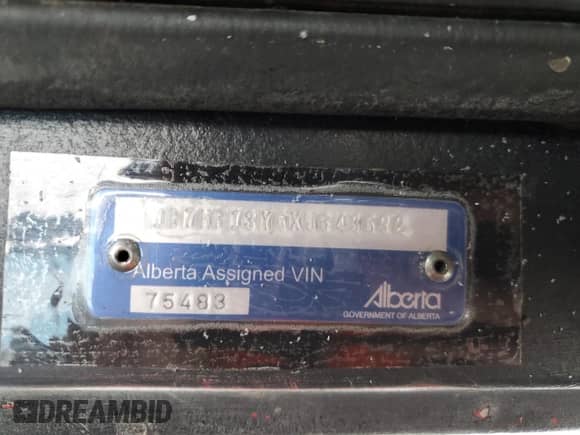 Alberta Assigned VIN
75483
Alberta
GOVERNMENT OF ALBERTA
DREAMBID